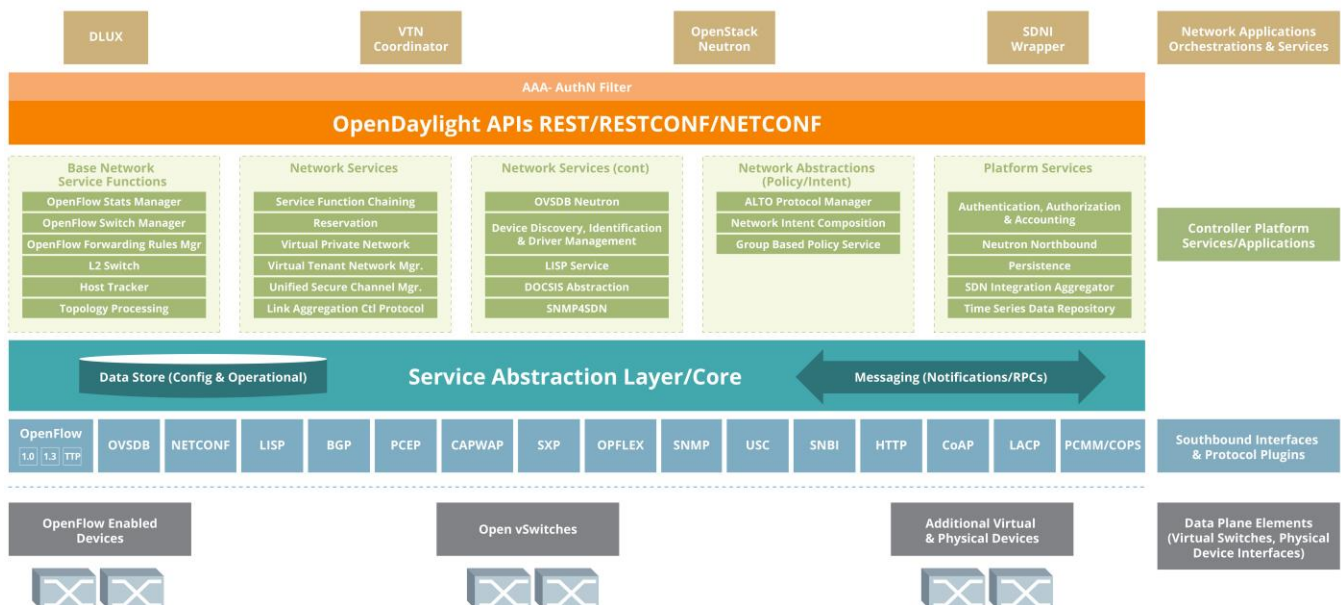 DLUX
VTN
Coordinator
OpenStack
Neutron
SDNI
Wrapper
Network Applications
Orchestrations & Services
AAA- AuthN Filter
OpenDaylight APIs REST/RESTCONF/NETCONF
Base Network
Service Functions
OpenFlow Stats Manager
OpenFlow Switch Manager
OpenFlow Forwarding Rules Mgr
L2 Switch
Host Tracker
Topology Processing
Network Services
Service Function Chaining
Reservation
Virtual Private Network
Virtual Tenant Network Mgr.
Unified Secure Channel Mgr.
Link Aggregation Ctl Protocol
Network Services (cont)
OVSDB Neutron
Device Discovery, Identification
& Driver Management
LISP Service
DOCSIS Abstraction
SNMP4SDN
Network Abstractions
(Policy/Intent)
ALTO Protocol Manager
Network Intent Composition
Group Based Policy Service
Platform Services
Authentication, Authorization
& Accounting
Neutron Northbound
Persistence
SDN Integration Aggregator
Time Series Data Repository
Controller Platform
Services/Applications
Data Store (Config & Operational)
Service Abstraction Layer/Core
Messaging (Notifications/RPCs)
OpenFlow
1.0 1.3 TTP
OVSDB
NETCONF
LISP
BGP
PCEP
CAPWAP
SXP
OPFLEX
SNMP
USC
SNBI
HTTP
CoAP
LACP
PCMM/COPS
Southbound Interfaces
& Protocol Plugins
OpenFlow Enabled
Devices
Open vSwitches
Additional Virtual
& Physical Devices
Data Plane Elements
(Virtual Switches, Physical
Device Interfaces)